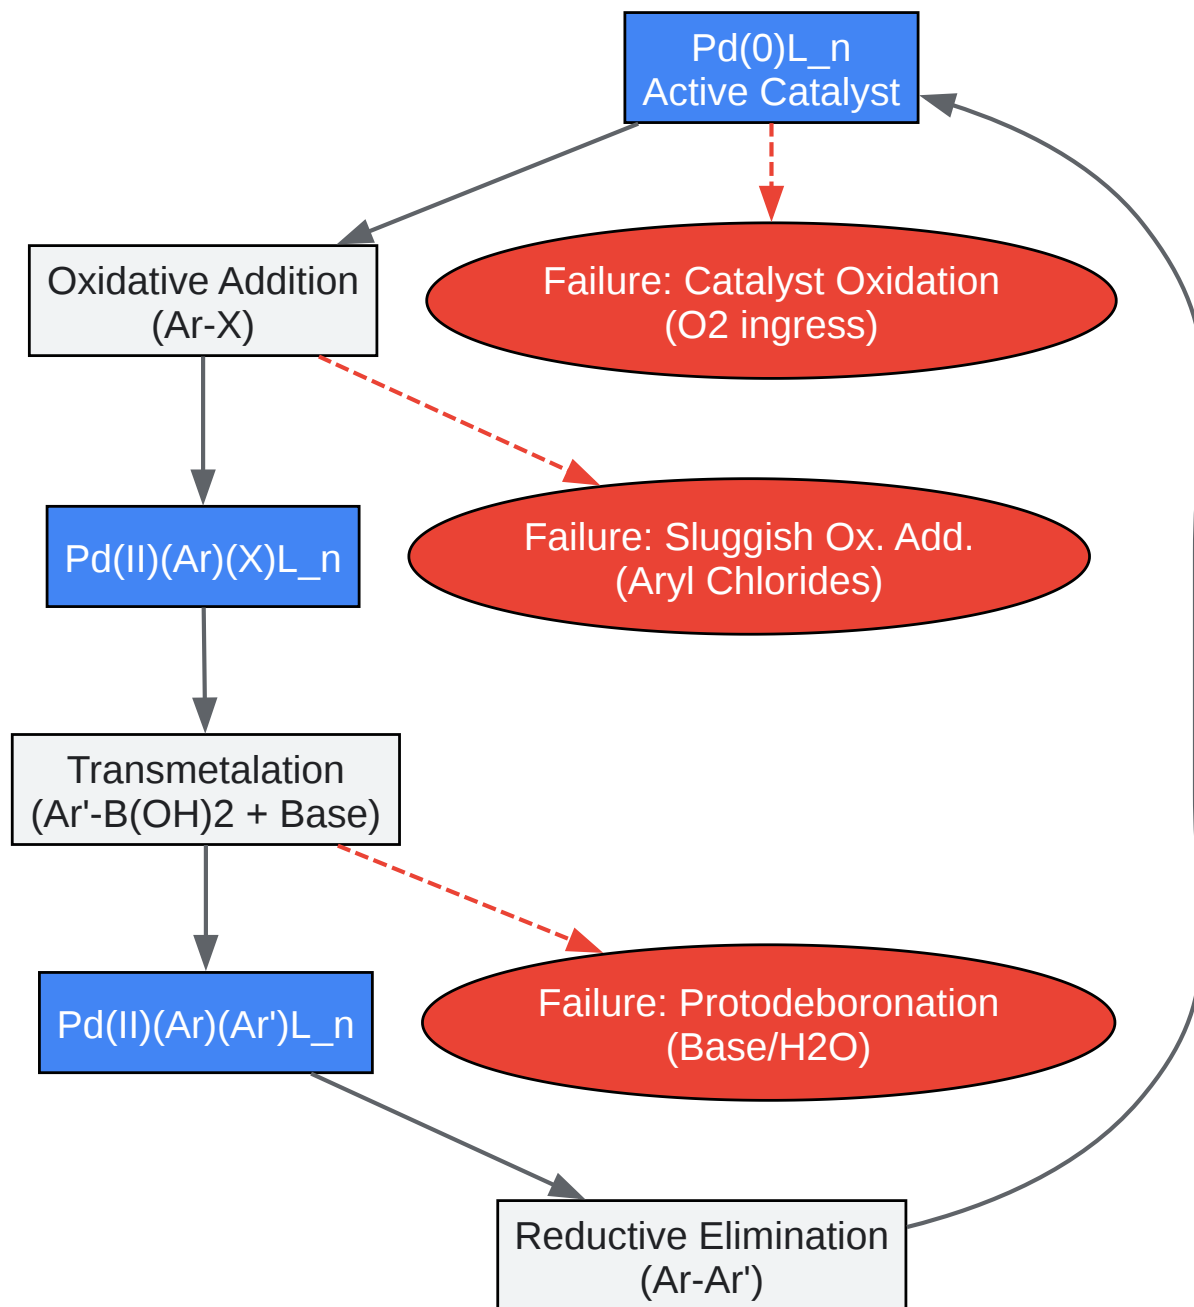 Pd(0)L_n
Active Catalyst
Oxidative Addition
(Ar-X)
Failure: Catalyst Oxidation
(O2 ingress)
Pd(II)(Ar)(X)L_n
Failure: Sluggish Ox. Add.
(Aryl Chlorides)
Transmetalation
(Ar'-B(OH)2 + Base)
Pd(II)(Ar)(Ar')L_n
Failure: Protodeboronation
(Base/H2O)
Reductive Elimination
(Ar-Ar')